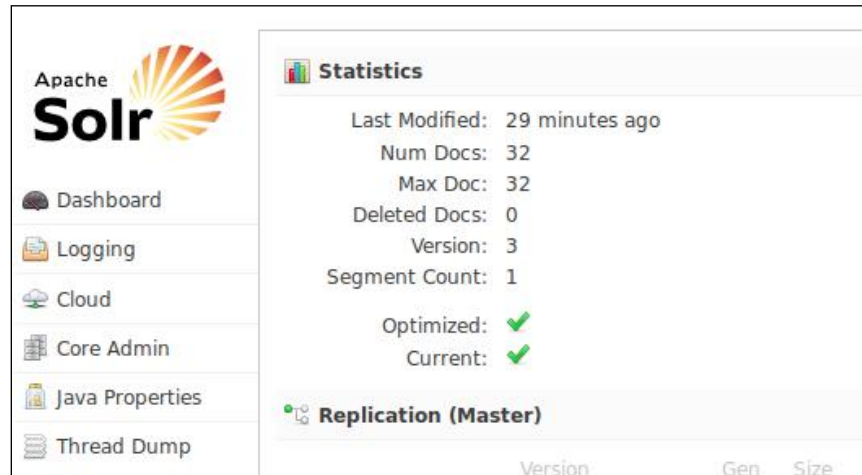 Apache
Solr
Dashboard
Logging
Cloud
Core Admin
Java Properties
Thread Dump
Statistics
Last Modified: 29 minutes ago
Num Docs: 32
Max Doc: 32
Deleted Docs: 0
Version: 3
Segment Count: 1
Optimized:
Current:
Replication (Master)
Version Gen Size